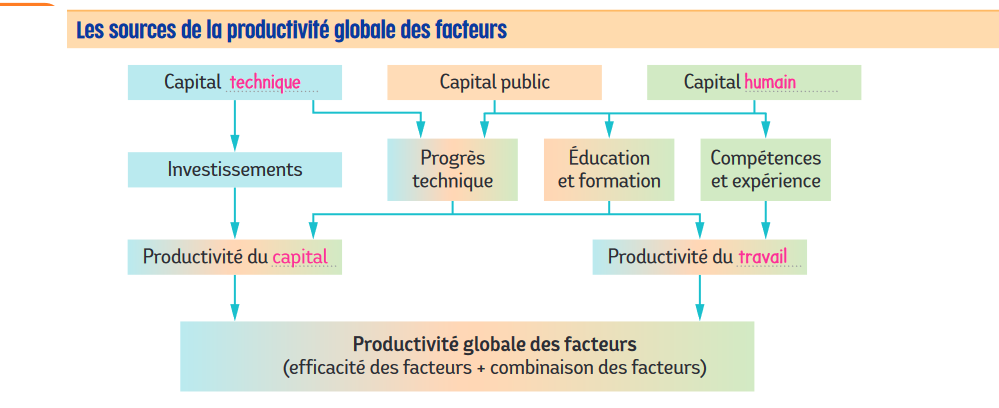 Les sources de la productivité globale des facteurs
Capital technique
Capital public
Capital humain
Investissements
Progrès
technique
Éducation
et formation
Compétences
et expérience
Productivité du capital
Productivité du travail
Productivité globale des facteurs
(efficacité des facteurs + combinaison des facteurs)